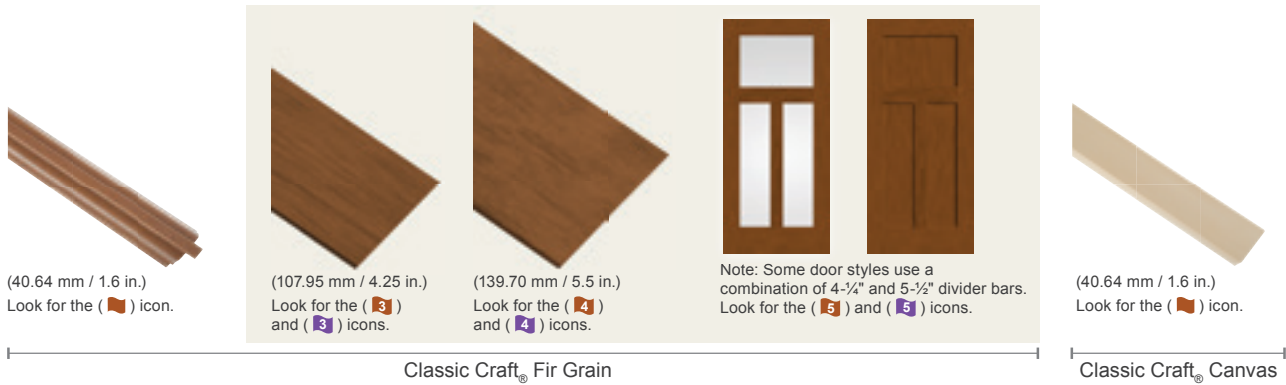 (40.64 mm / 1.6 in.)
Look for the ( ) icon.
(107.95 mm / 4.25 in.)
Look for the ( 3 )
and ( 3 ) icons.
(139.70 mm / 5.5 in.)
Look for the ( 4 )
and ( 4 ) icons.
Note: Some door styles use a
combination of 4-¼" and 5-½" divider bars.
Look for the ( 5 ) and ( 5 ) icons.
(40.64 mm / 1.6 in.)
Look for the ( ) icon.
Classic Craft® Fir Grain
Classic Craft® Canvas